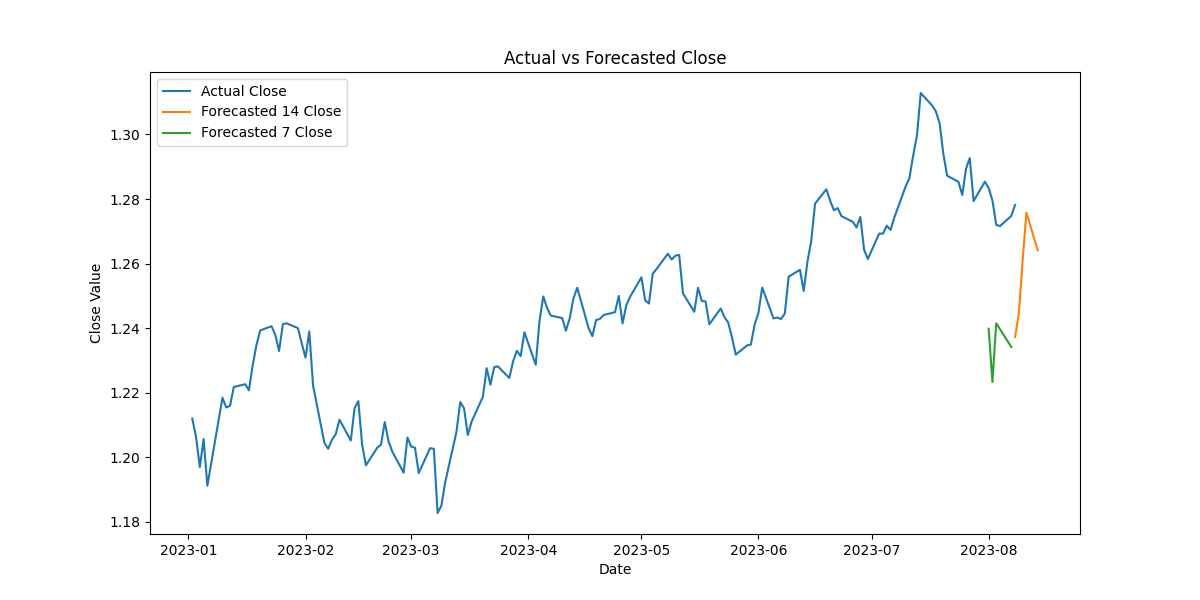 Actual vs Forecasted Close
Actual Close
Forecasted 14 Close
Forecasted 7 Close
1.30
1.28
1.26
1.24
1.22
1.20
1.18
Close Value
2023-01 2023-02 2023-03 2023-04 2023-05 2023-06 2023-07 2023-08
Date